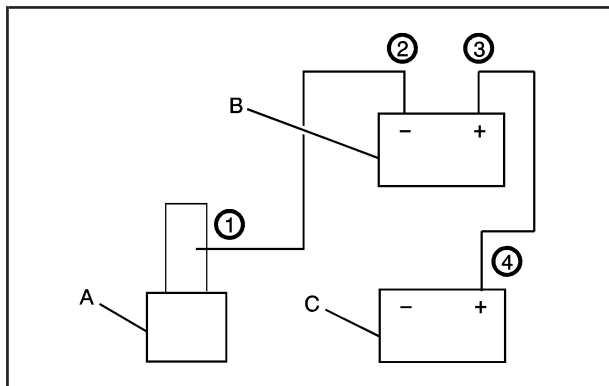 ② ③
B
− +
①
④
A
C
− +